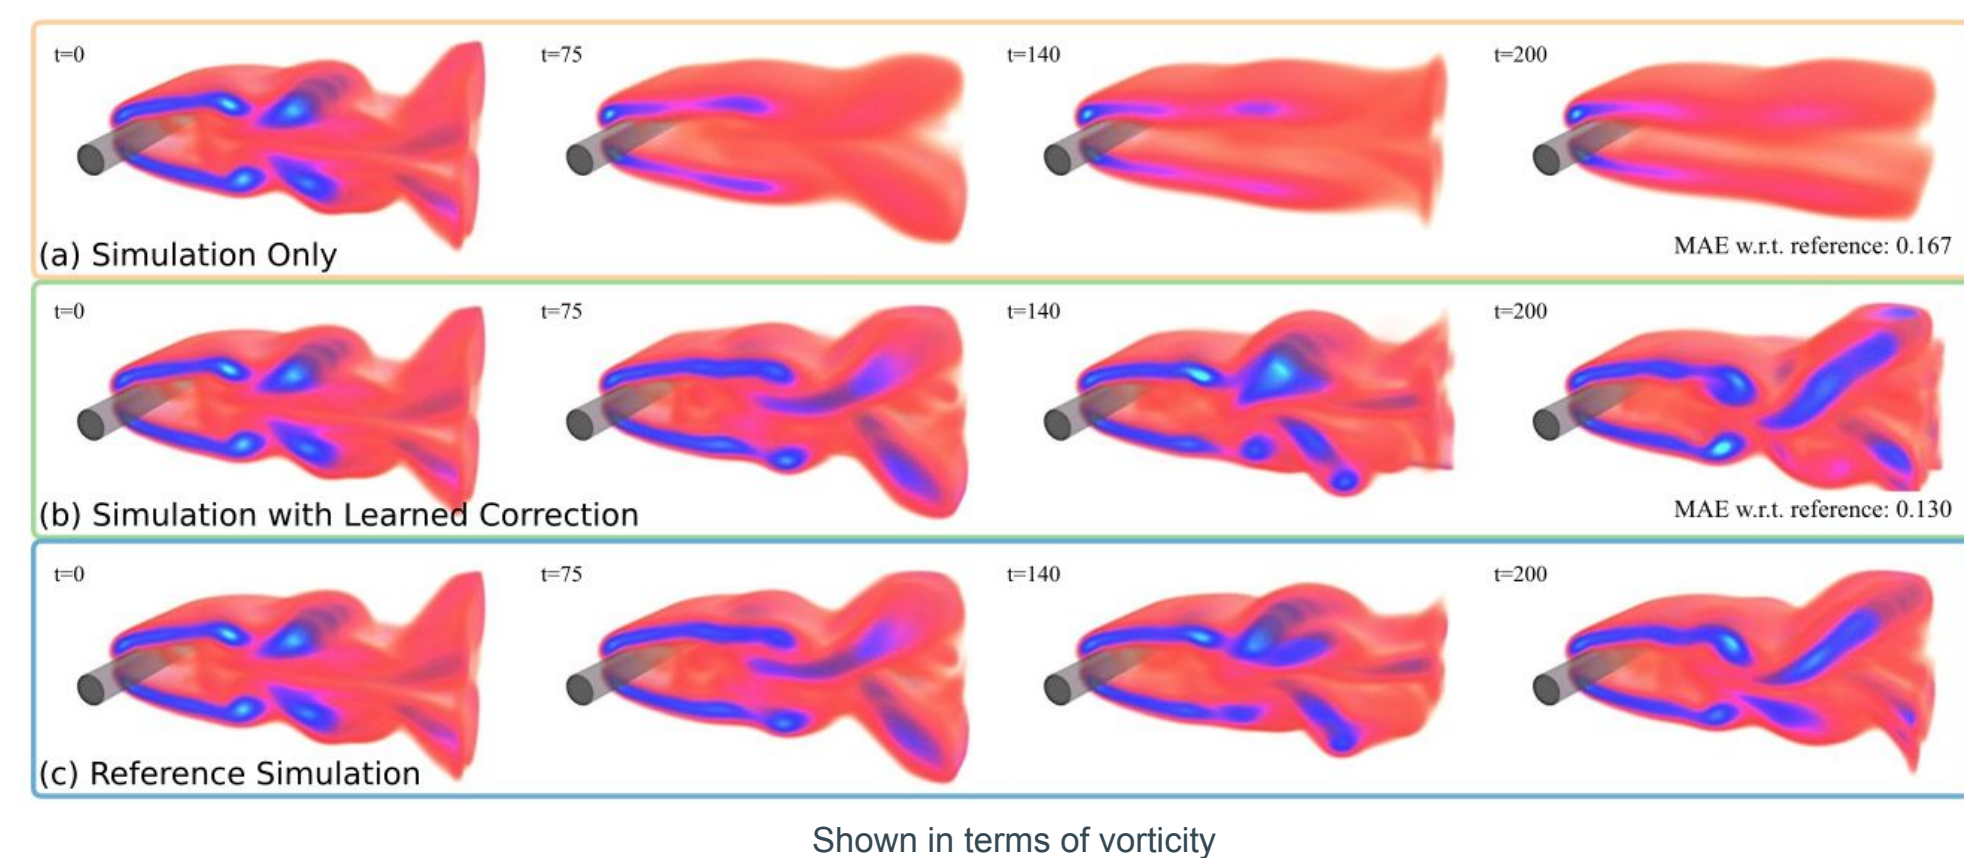 t=0 t=75 t=140 t=200
(a) Simulation Only
MAE w.r.t. reference: 0.167
t=0 t=75 t=140 t=200
(b) Simulation with Learned Correction
MAE w.r.t. reference: 0.130
t=0 t=75 t=140 t=200
(c) Reference Simulation
Shown in terms of vorticity